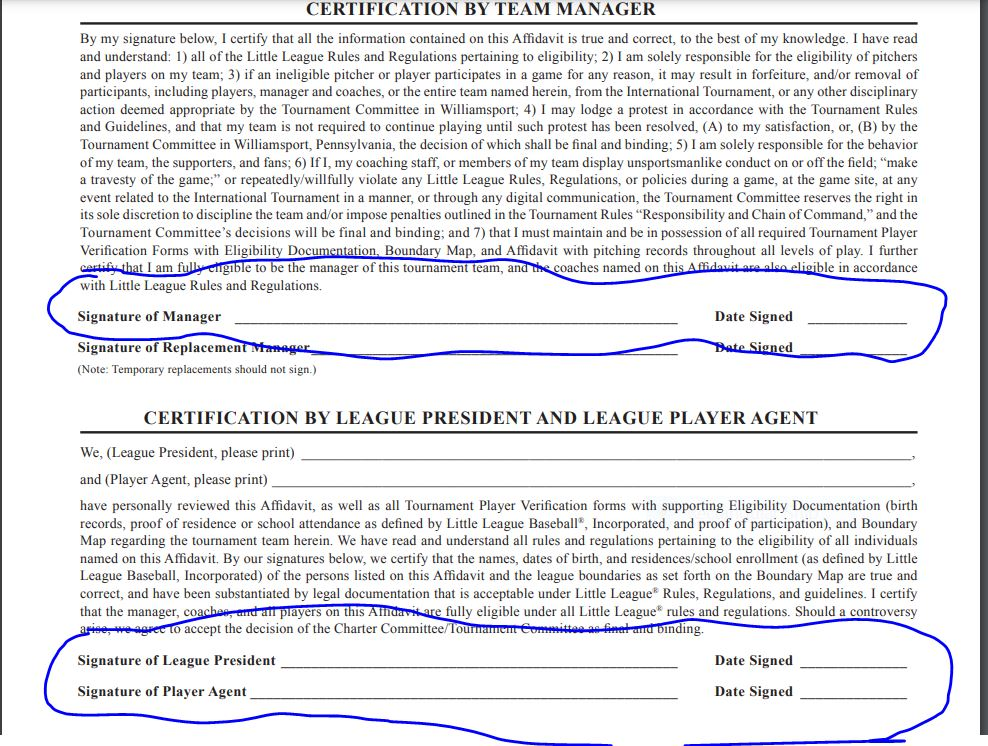 CERTIFICATION BY TEAM MANAGER
By my signature below, I certify that all the information contained on this Affidavit is true and correct, to the best of my knowledge. I have read
and understand: 1) all of the Little League Rules and Regulations pertaining to eligibility; 2) I am solely responsible for the eligibility of pitchers
and players on my team; 3) if an ineligible pitcher or player participates in a game for any reason, it may result in forfeiture, and/or removal of
participants, including players, manager and coaches, or the entire team named herein, from the International Tournament, or any other disciplinary
action deemed appropriate by the Tournament Committee in Williamsport; 4) I may lodge a protest in accordance with the Tournament Rules
and Guidelines, and that my team is not required to continue playing until such protest has been resolved, (A) to my satisfaction, or, (B) by the
Tournament Committee in Williamsport, Pennsylvania, the decision of which shall be final and binding; 5) I am solely responsible for the behavior
of my team, the supporters, and fans; 6) If I, my coaching staff, or members of my team display unsportsmanlike conduct on or off the field; “make
a travesty of the game;” or repeatedly/willfully violate any Little League Rules, Regulations, or policies during a game, at the game site, at any
event related to the International Tournament in a manner, or through any digital communication, the Tournament Committee reserves the right in
its sole discretion to discipline the team and/or impose penalties outlined in the Tournament Rules “Responsibility and Chain of Command,” and the
Tournament Committee’s decisions will be final and binding; and 7) that I must maintain and be in possession of all required Tournament Player
Verification Forms with Eligibility Documentation, Boundary Map, and Affidavit with pitching records throughout all levels of play. I further
certify that I am fully eligible to be the manager of this tournament team, and the coaches named on this Affidavit are also eligible in accordance
with Little League Rules and Regulations.
Signature of Manager ____ Date Signed ____
Signature of Replacement Manager ____ Date Signed ____
(Note: Temporary replacements should not sign.)
CERTIFICATION BY LEAGUE PRESIDENT AND LEAGUE PLAYER AGENT
We, (League President, please print) ____,
and (Player Agent, please print) ____,
have personally reviewed this Affidavit, as well as all Tournament Player Verification forms with supporting Eligibility Documentation (birth
records, proof of residence or school attendance as defined by Little League Baseball®, Incorporated, and proof of participation), and Boundary
Map regarding the tournament team herein. We have read and understand all rules and regulations pertaining to the eligibility of all individuals
named on this Affidavit. By our signatures below, we certify that the names, dates of birth, and residences/school enrollment (as defined by Little
League Baseball, Incorporated) of the persons listed on this Affidavit and the league boundaries as set forth on the Boundary Map are true and
correct, and have been substantiated by legal documentation that is acceptable under Little League® Rules, Regulations, and guidelines. I certify
that the manager, coaches, and all players on this Affidavit are fully eligible under all Little League® rules and regulations. Should a controversy
arise, we agree to accept the decision of the Charter Committee/Tournament Committee as final and binding.
Signature of League President ____ Date Signed ____
Signature of Player Agent ____ Date Signed ____